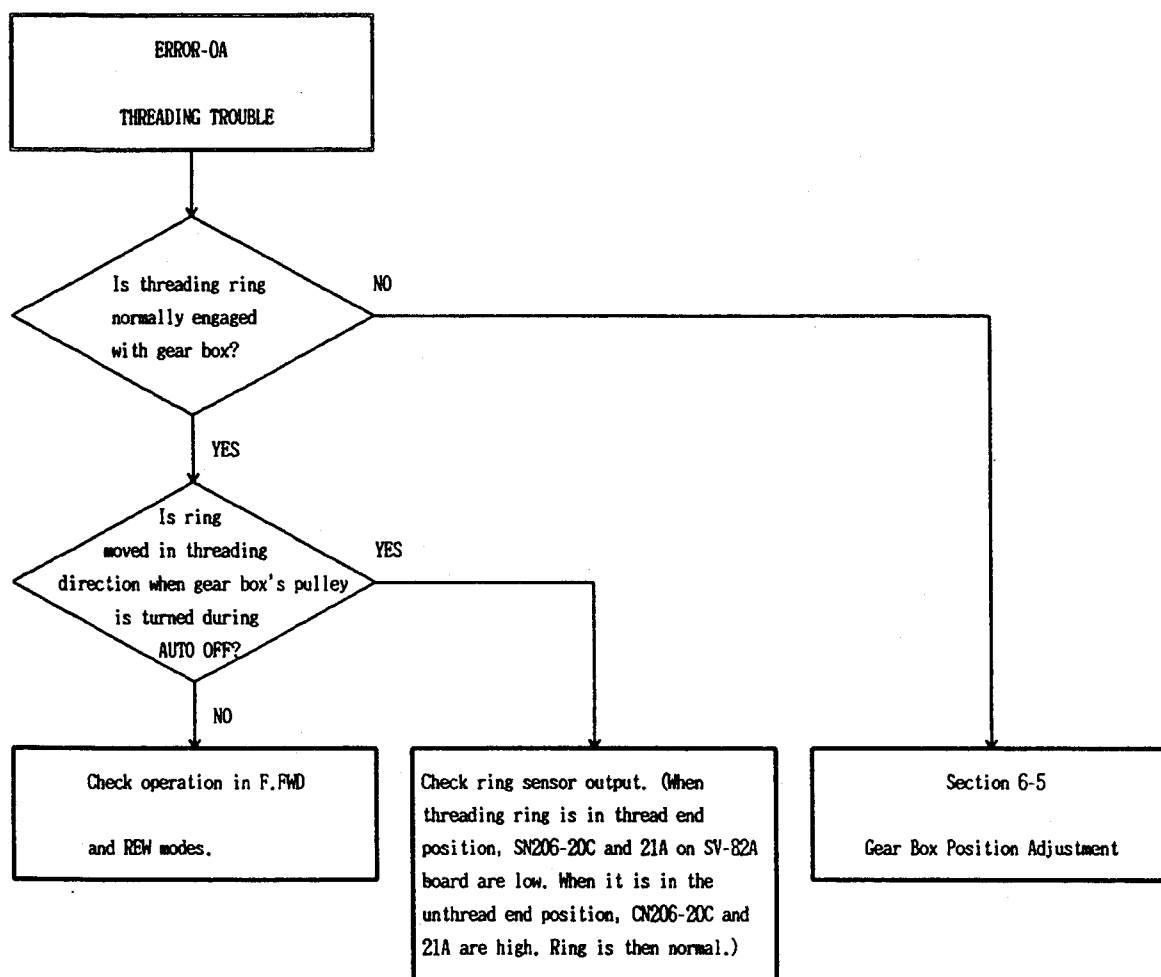 ERROR-0A
THREADING TROUBLE
Is threading ring
normally engaged
with gear box?
NO
YES
Is ring
moved in threading
direction when gear box's pulley
is turned during
AUTO OFF?
YES
NO
Check operation in F.FWD
and REW modes.
Check ring sensor output. (When
threading ring is in thread end
position, SN206-20C and 21A on SV-82A
board are low. When it is in the
unthread end position, CN206-20C and
21A are high. Ring is then normal.)
Section 6-5
Gear Box Position Adjustment